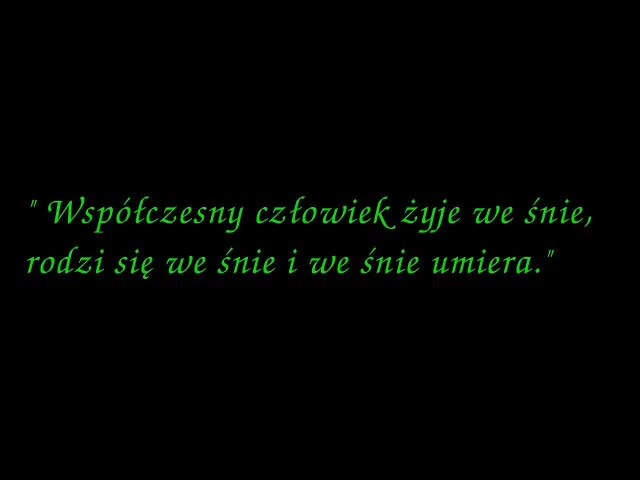 " Współczesny człowiek żyje we śnie,
rodzi się we śnie i we śnie umiera."